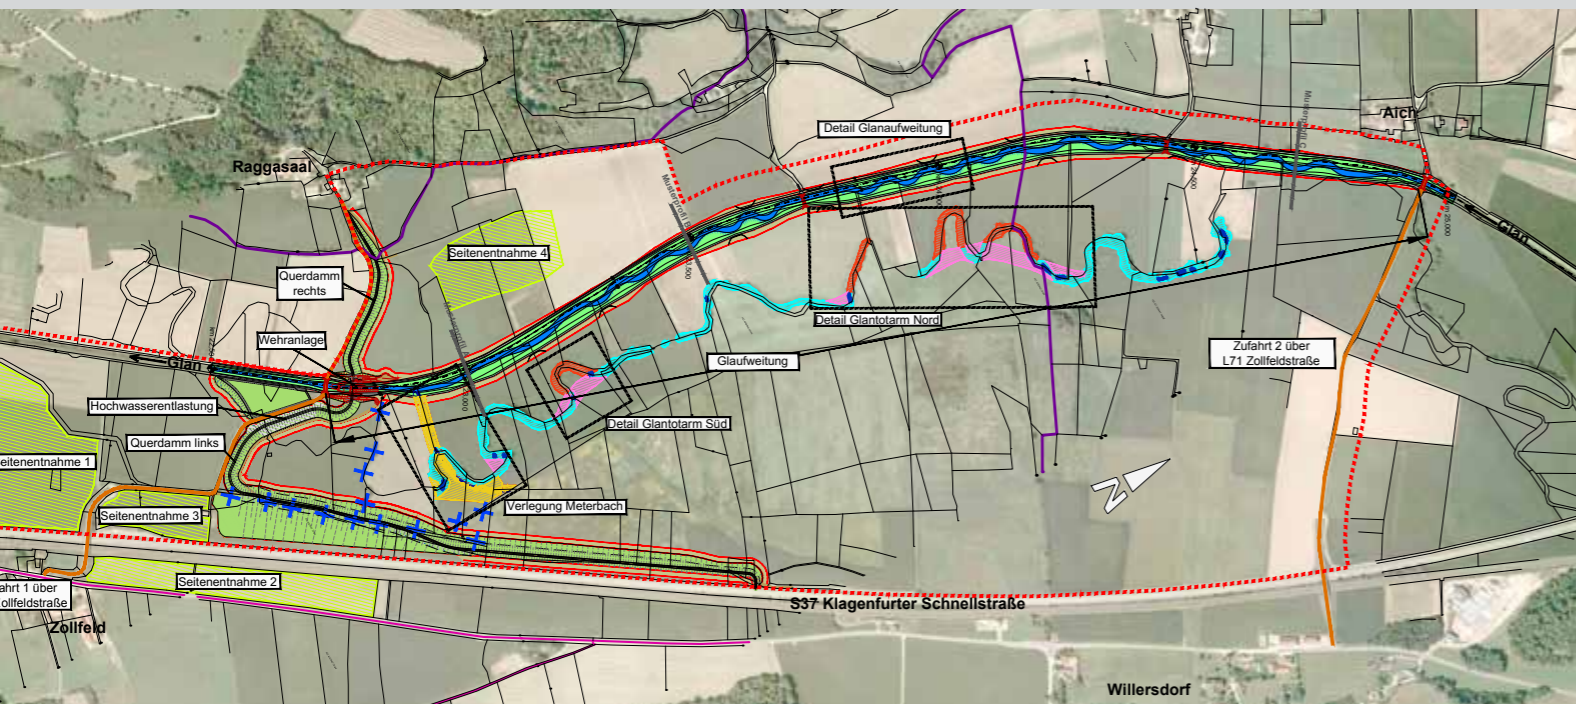 Detail Glanaufweitung
Aich
Raggasaal
Musterprofil C
Musterprofil B
Seitenentnahme 4
Glan
Querdamm
rechts
Detail Glantotarm Nord
Wehranlage
Zufahrt 2 über
L71 Zollfeldstraße
Glaufweitung
Glan
Hochwasserentlastung
Detail Glantotarm Süd
Querdamm links
eitenentnahme 1
N
Verlegung Meterbach
Seitenentnahme 3
Seitenentnahme 2
ahrt 1 über
ollfeldstraße
S37 Klagenfurter Schnellstraße
Zollfeld
Willersdorf